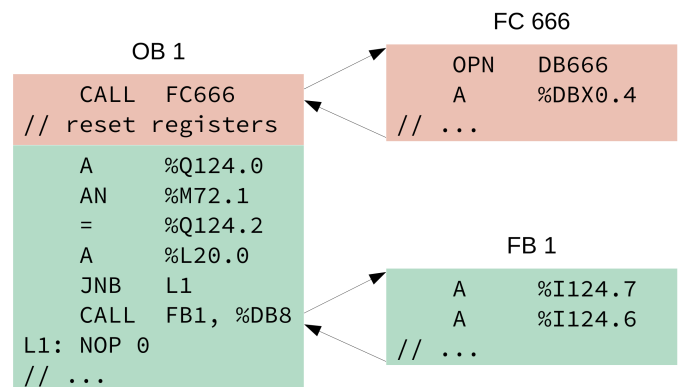 OB 1
CALL FC666
// reset registers
A %Q124.0
AN %M72.1
= %Q124.2
A %L20.0
JNB L1
CALL FB1, %DB8
L1: NOP 0
// ...
FC 666
OPN DB666
A %DBX0.4
// ...
FB 1
A %I124.7
A %I124.6
// ...